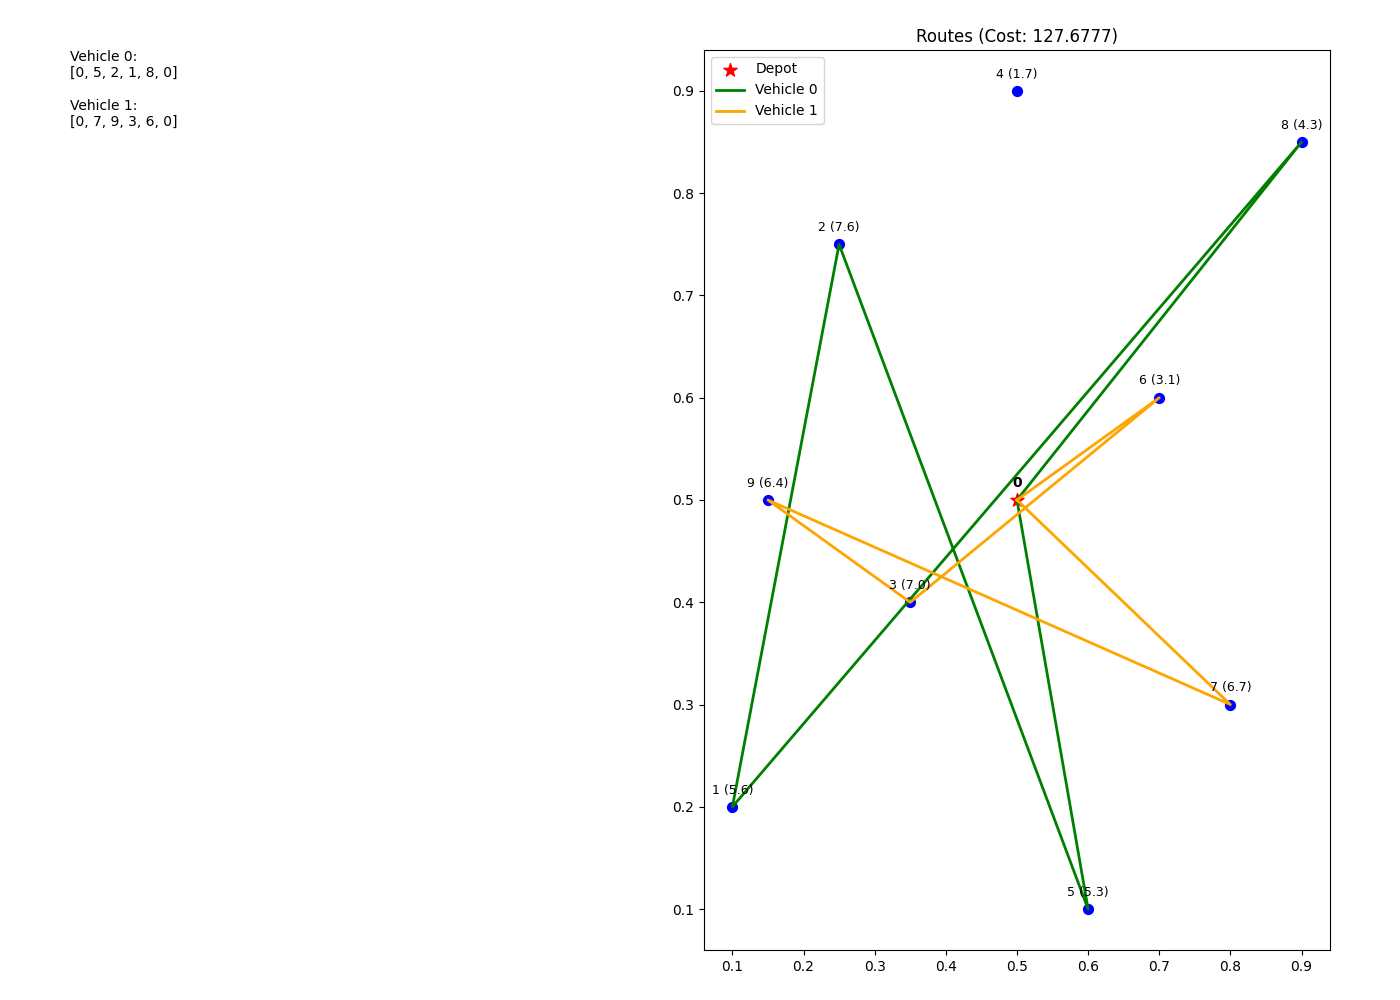 Vehicle 0:
[0, 5, 2, 1, 8, 0]
Vehicle 1:
[0, 7, 9, 3, 6, 0]
Routes (Cost: 127.6777)
Depot
Vehicle 0
Vehicle 1
4 (1.7)
8 (4.3)
2 (7.6)
6 (3.1)
9 (6.4)
0
3 (7.0)
7 (6.7)
1 (5.6)
5 (5.3)
0.9
0.8
0.7
0.6
0.5
0.4
0.3
0.2
0.1
0.1 0.2 0.3 0.4 0.5 0.6 0.7 0.8 0.9